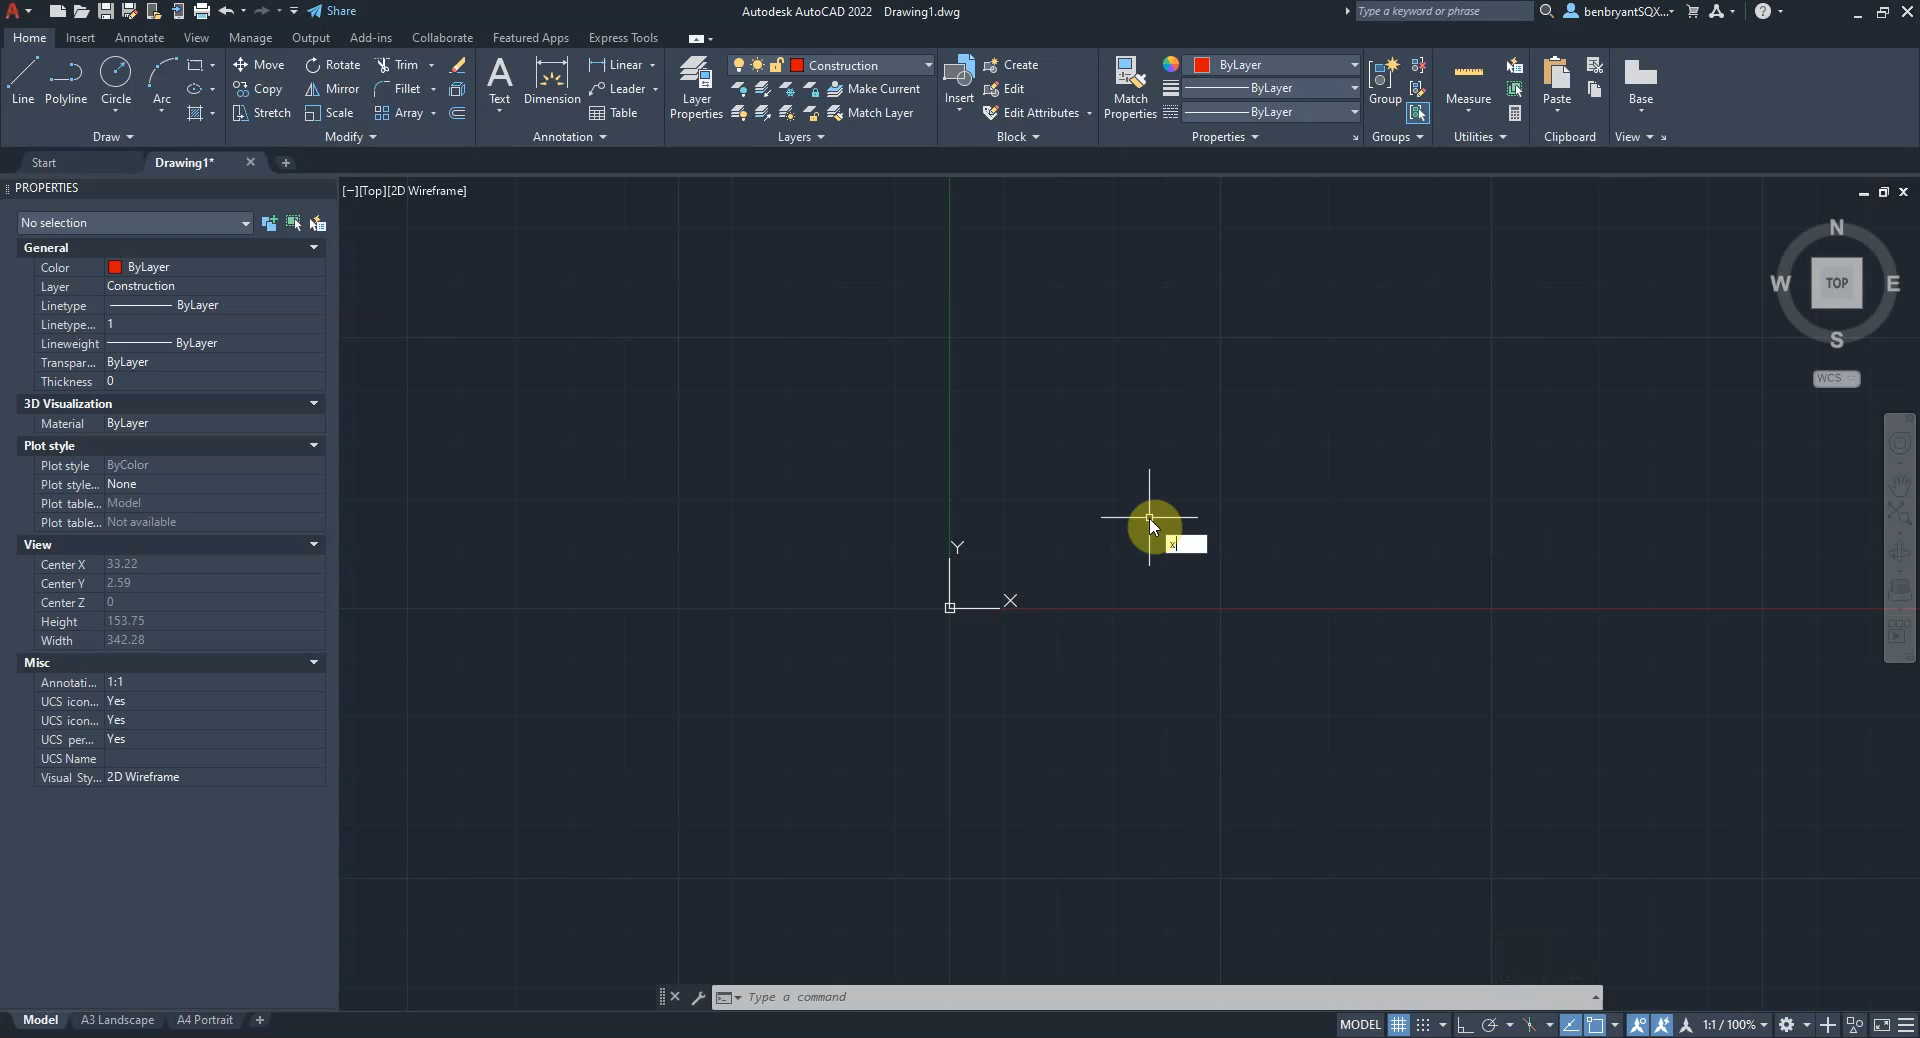 Share
Autodesk AutoCAD 2022 Drawing1.dwg
Type a keyword or phrase
benbryantSQX...
Home Insert Annotate View Manage Output Add-ins Collaborate Featured Apps Express Tools
Line Polyline Circle Arc
Move Rotate Trim
Copy Mirror Fillet
Stretch Scale Array
Text Dimension
Linear
Leader
Table
Layer
Properties
Construction
Make Current
Match Layer
Insert
Create
Edit
Edit Attributes
Match
Properties
ByLayer
ByLayer
ByLayer
Group
Measure
Paste
Base
Draw Modify Annotation Layers Block Properties Groups Utilities Clipboard View
Start Drawing1*
PROPERTIES
No selection
General
Color ByLayer
Layer Construction
Linetype ByLayer
Linetype... 1
Lineweight ByLayer
Transpar... ByLayer
Thickness 0
3D Visualization
Material ByLayer
Plot style
Plot style ByColor
Plot style... None
Plot table... Model
Plot table... Not available
View
Center X 33.22
Center Y 2.59
Center Z 0
Height 153.75
Width 342.28
Misc
Annotati... 1:1
UCS icon... Yes
UCS icon... Yes
UCS per... Yes
UCS Name
Visual Sty... 2D Wireframe
[−][Top][2D Wireframe]
N
W TOP E
S
WCS
x
Y
X
Type a command
Model A3 Landscape A4 Portrait
MODEL 1:1 / 100%